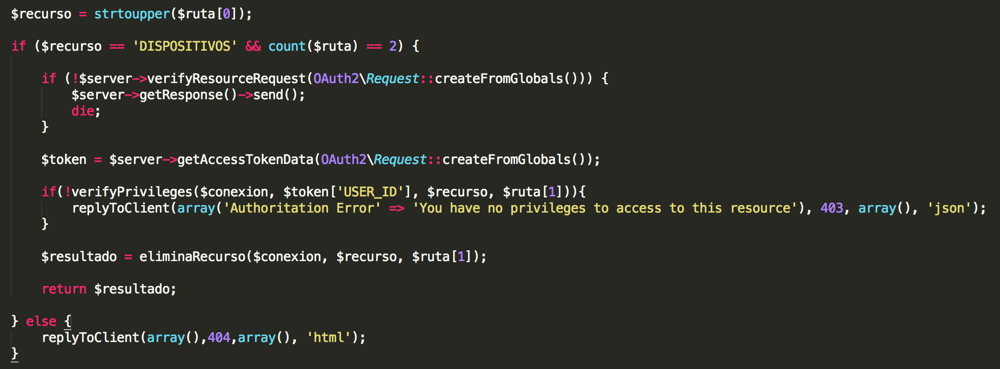 $recurso = strtoupper($ruta[0]);
if ($recurso == 'DISPOSITIVOS' && count($ruta) == 2) {
if (!$server->verifyResourceRequest(OAuth2\Request::createFromGlobals())) {
$server->getResponse()->send();
die;
}
$token = $server->getAccessTokenData(OAuth2\Request::createFromGlobals());
if(!verifyPrivileges($conexion, $token['USER_ID'], $recurso, $ruta[1])){
replyToClient(array('Authoritation Error' => 'You have no privileges to access to this resource'), 403, array(), 'json');
}
$resultado = eliminaRecurso($conexion, $recurso, $ruta[1]);
return $resultado;
} else {
replyToClient(array(),404,array(), 'html');
}